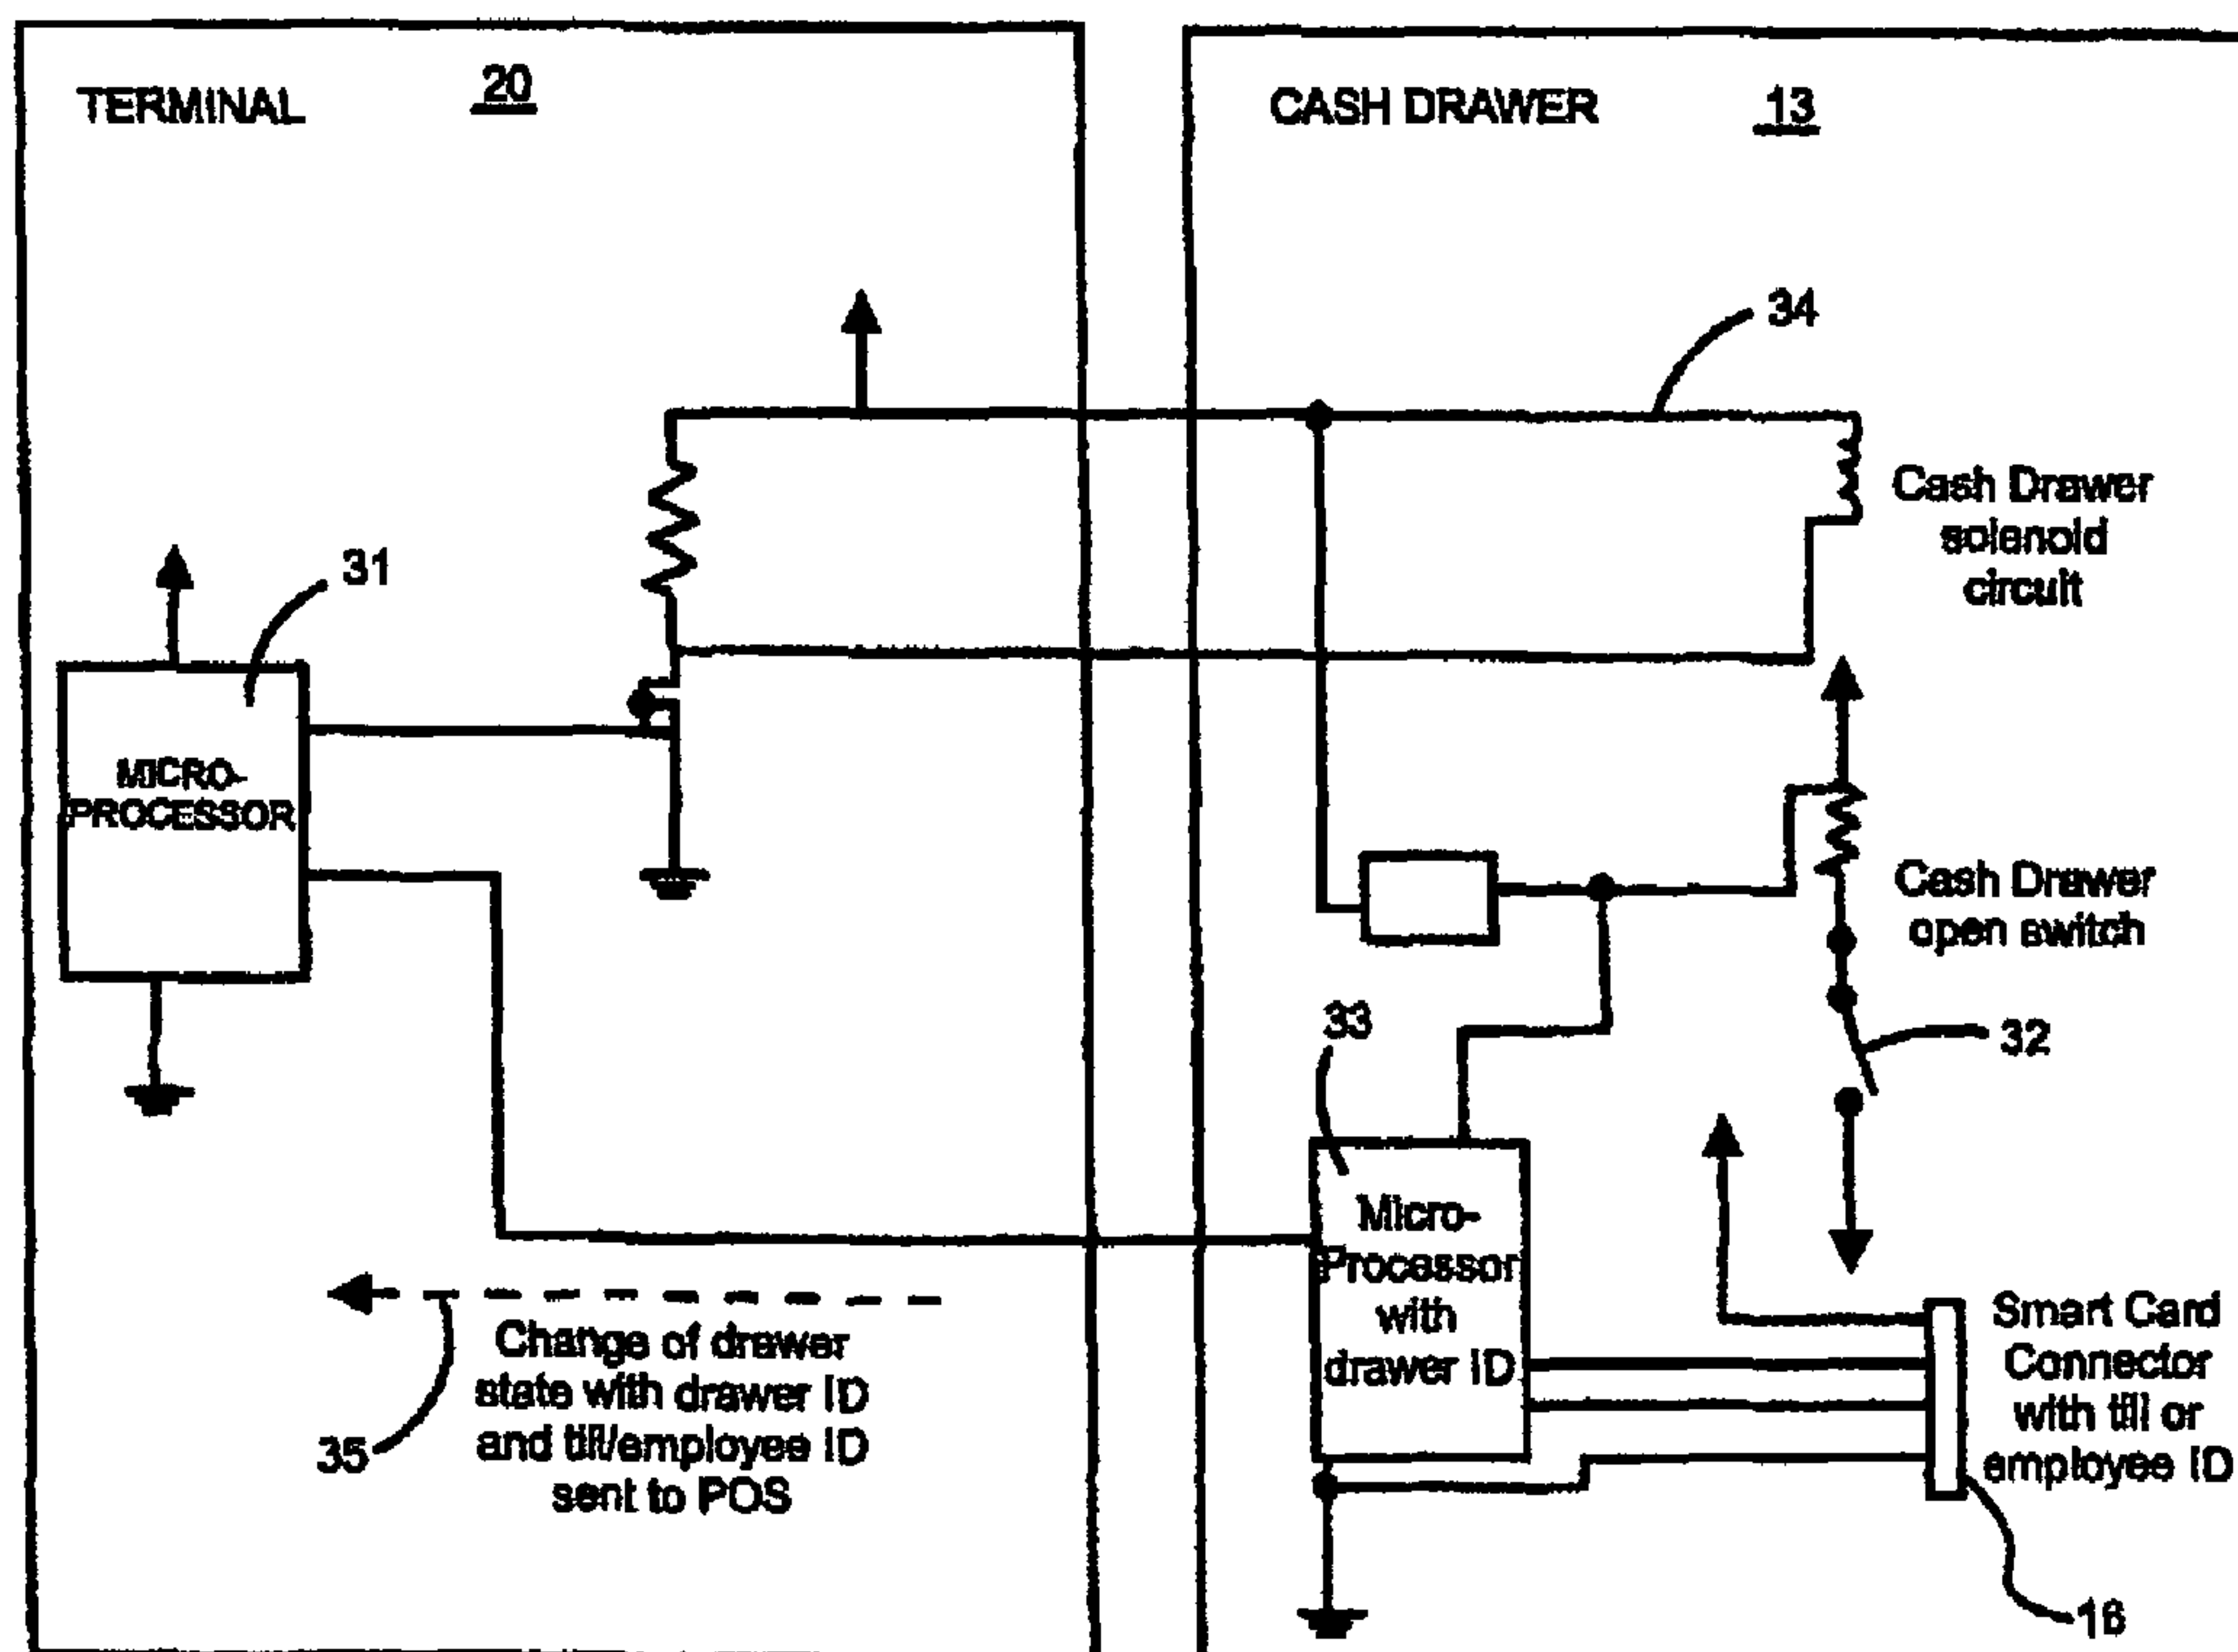 TERMINAL 20
CASH DRAWER 13
34
Cash Drawer
solenoid
circuit
31
MICRO-
PROCESSOR
Cash Drawer
open switch
32
33
Micro-
Processor
with
drawer ID
Smart Card
Connector
with till or
employee ID
16
Change of drawer
state with drawer ID
and till/employee ID
sent to POS
35